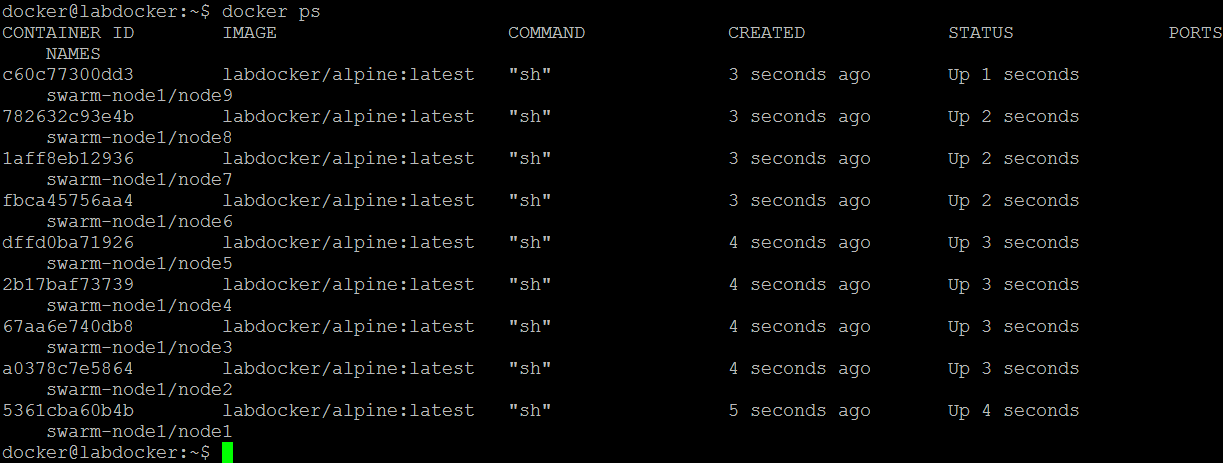 docker@labdocker:~$ docker ps
CONTAINER ID        IMAGE                     COMMAND             CREATED             STATUS              PORTS
    NAMES
c60c77300dd3        labdocker/alpine:latest   "sh"                3 seconds ago       Up 1 seconds
    swarm-node1/node9
782632c93e4b        labdocker/alpine:latest   "sh"                3 seconds ago       Up 2 seconds
    swarm-node1/node8
1aff8eb12936        labdocker/alpine:latest   "sh"                3 seconds ago       Up 2 seconds
    swarm-node1/node7
fbca45756aa4        labdocker/alpine:latest   "sh"                3 seconds ago       Up 2 seconds
    swarm-node1/node6
dffd0ba71926        labdocker/alpine:latest   "sh"                4 seconds ago       Up 3 seconds
    swarm-node1/node5
2b17baf73739        labdocker/alpine:latest   "sh"                4 seconds ago       Up 3 seconds
    swarm-node1/node4
67aa6e740db8        labdocker/alpine:latest   "sh"                4 seconds ago       Up 3 seconds
    swarm-node1/node3
a0378c7e5864        labdocker/alpine:latest   "sh"                4 seconds ago       Up 3 seconds
    swarm-node1/node2
5361cba60b4b        labdocker/alpine:latest   "sh"                5 seconds ago       Up 4 seconds
    swarm-node1/node1
docker@labdocker:~$